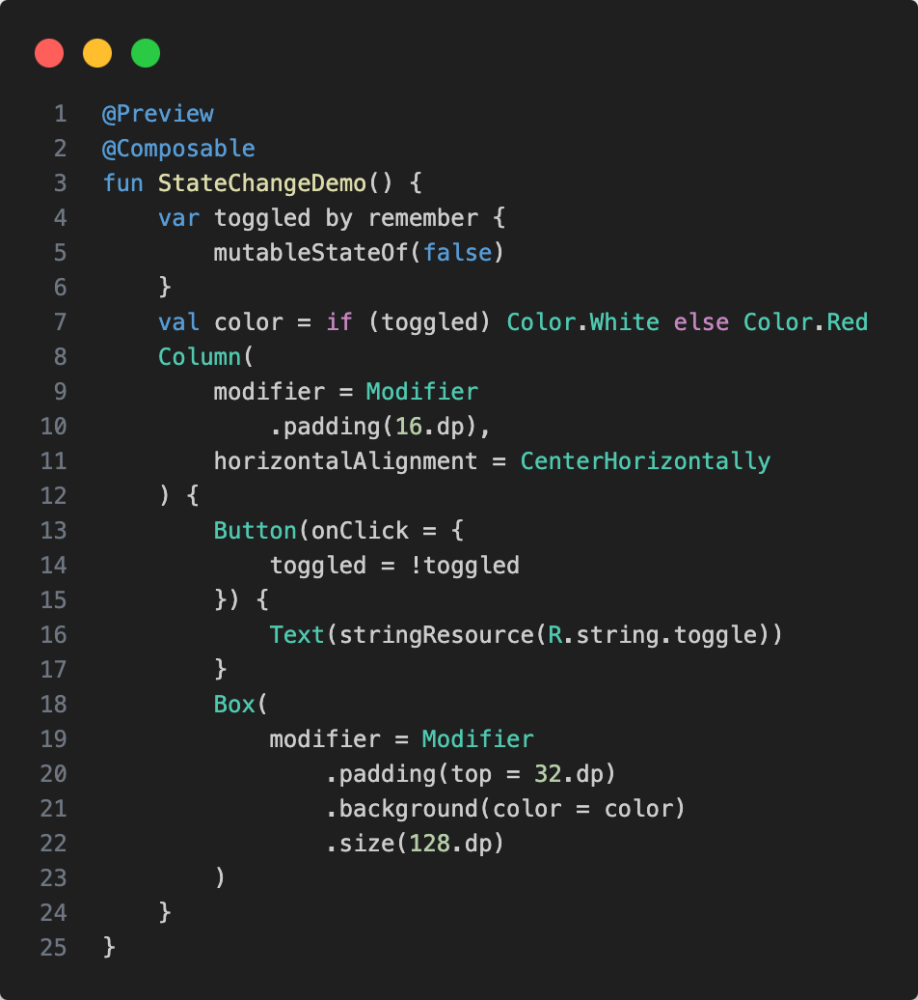 1 @Preview
2 @Composable
3 fun StateChangeDemo() {
4     var toggled by remember {
5         mutableStateOf(false)
6     }
7     val color = if (toggled) Color.White else Color.Red
8     Column(
9         modifier = Modifier
10             .padding(16.dp),
11         horizontalAlignment = CenterHorizontally
12     ) {
13         Button(onClick = {
14             toggled = !toggled
15         }) {
16             Text(stringResource(R.string.toggle))
17         }
18         Box(
19             modifier = Modifier
20                 .padding(top = 32.dp)
21                 .background(color = color)
22                 .size(128.dp)
23         )
24     }
25 }